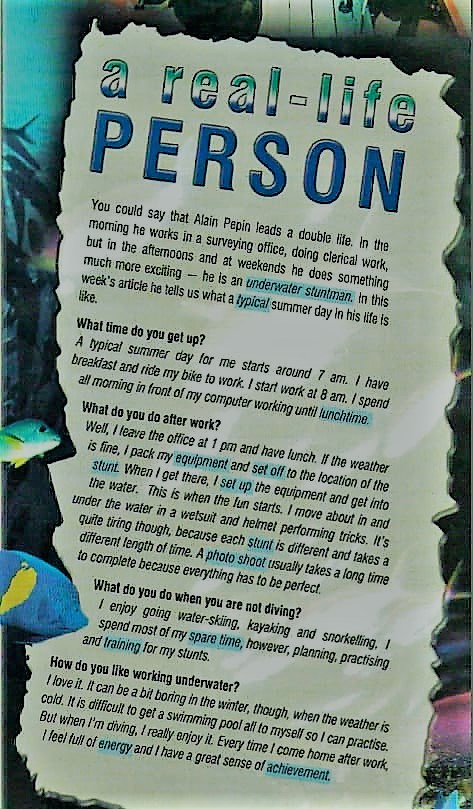 a real-life
PERSON
You could say that Alain Pepin leads a double life. In the
morning he works in a surveying office, doing clerical work,
but in the afternoons and at weekends he does something
much more exciting – he is an underwater stuntman. In this
week's article he tells us what a typical summer day in his life is
like.
What time do you get up?
A typical summer day for me starts around 7 am. I have
breakfast and ride my bike to work. I start work at 8 am. I spend
all morning in front of my computer working until lunchtime.
What do you do after work?
Well, I leave the office at 1 pm and have lunch. If the weather
is fine, I pack my equipment and set off to the location of the
stunt. When I get there, I set up the equipment and get into
the water. This is when the fun starts. I move about in and
under the water in a wetsuit and helmet performing tricks. It's
quite tiring though, because each stunt is different and takes a
different length of time. A photo shoot usually takes a long time
to complete because everything has to be perfect.
What do you do when you are not diving?
I enjoy going water-skiing, kayaking and snorkelling. I
spend most of my spare time, however, planning, practising
and training for my stunts.
How do you like working underwater?
I love it. It can be a bit boring in the winter, though, when the weather is
cold. It is difficult to get a swimming pool all to myself so I can practise.
But when I'm diving, I really enjoy it. Every time I come home after work,
I feel full of energy and I have a great sense of achievement.